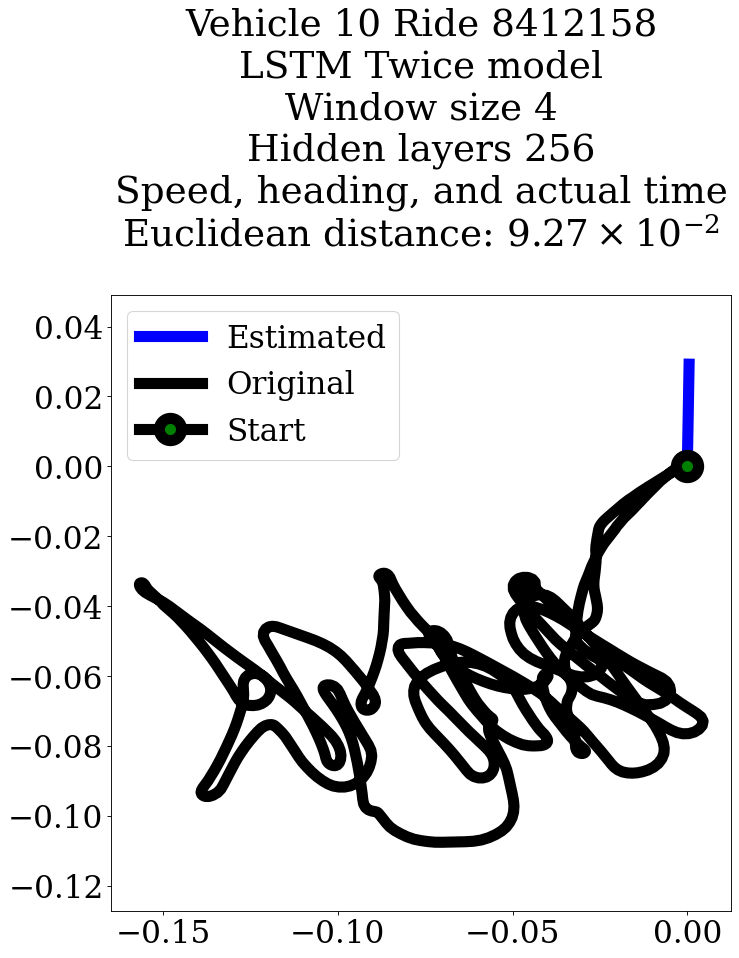 Vehicle 10 Ride 8412158
LSTM Twice model
Window size 4
Hidden layers 256
Speed, heading, and actual time
Euclidean distance: 9.27 × 10⁻²
Estimated
Original
Start
0.04
0.02
0.00
−0.02
−0.04
−0.06
−0.08
−0.10
−0.12
−0.15 −0.10 −0.05 0.00